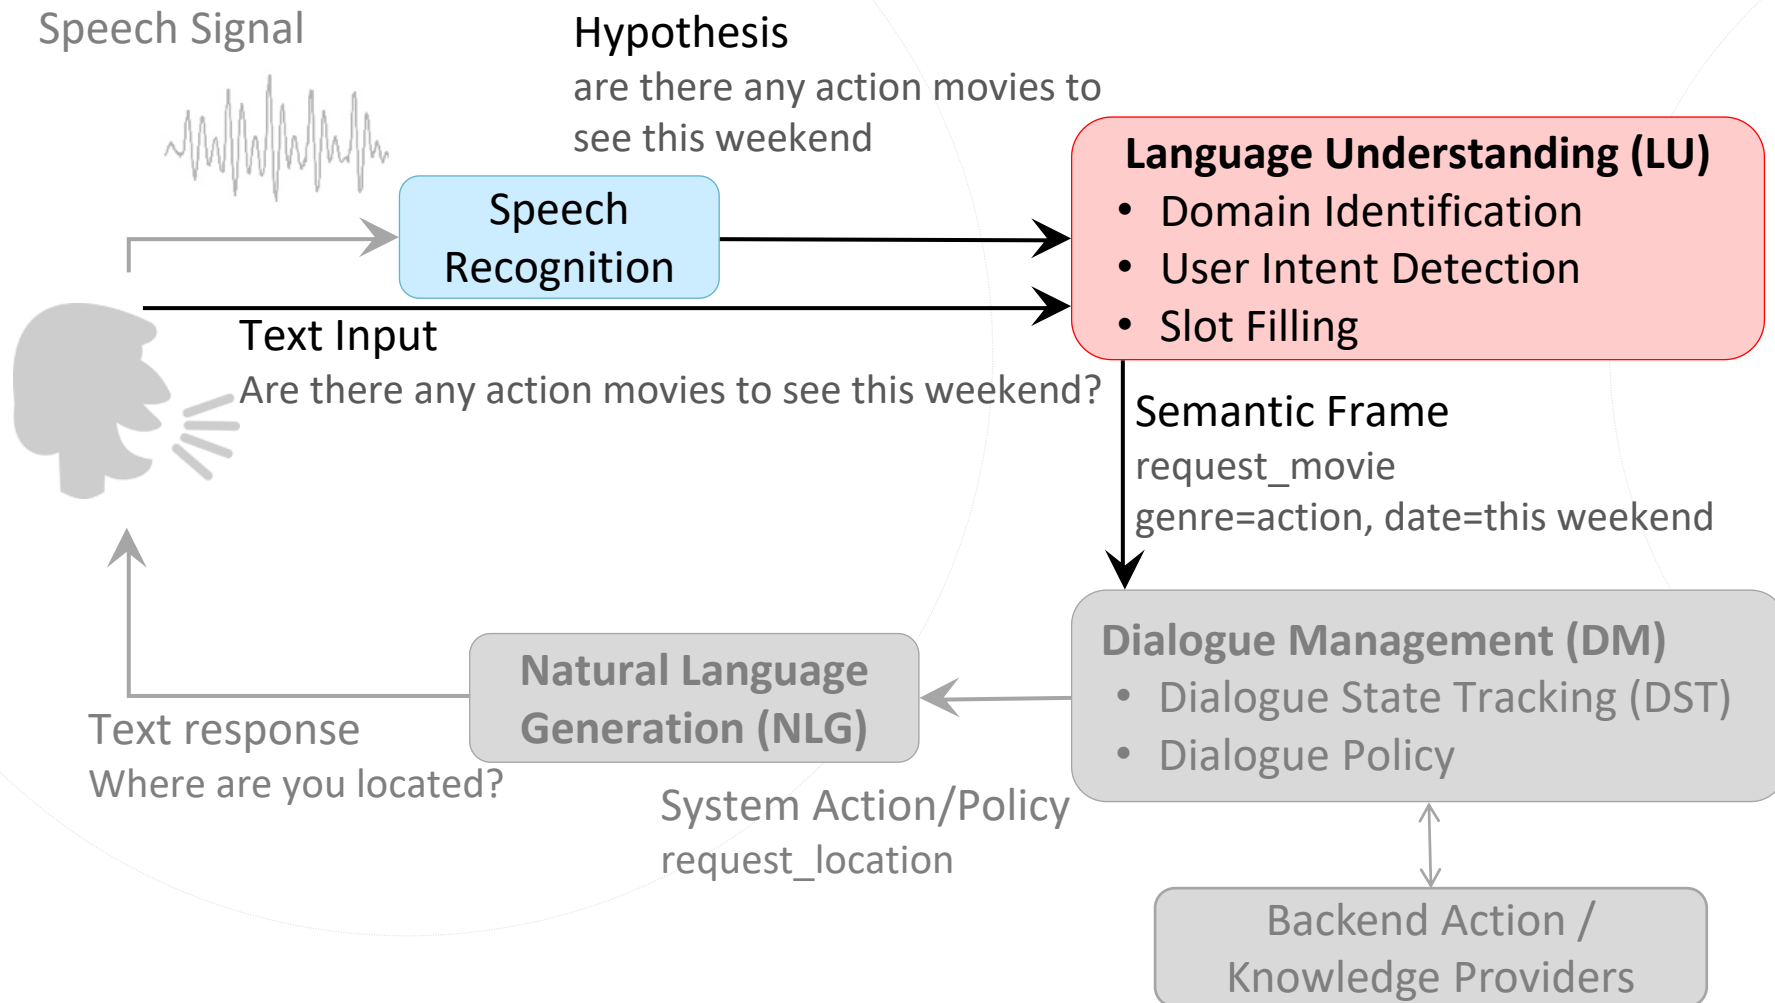 Speech Signal
Hypothesis
are there any action movies to
see this weekend
Speech
Recognition
Language Understanding (LU)
• Domain Identification
• User Intent Detection
• Slot Filling
Text Input
Are there any action movies to see this weekend?
Semantic Frame
request_movie
genre=action, date=this weekend
Dialogue Management (DM)
• Dialogue State Tracking (DST)
• Dialogue Policy
Natural Language
Generation (NLG)
Text response
Where are you located?
System Action/Policy
request_location
Backend Action /
Knowledge Providers